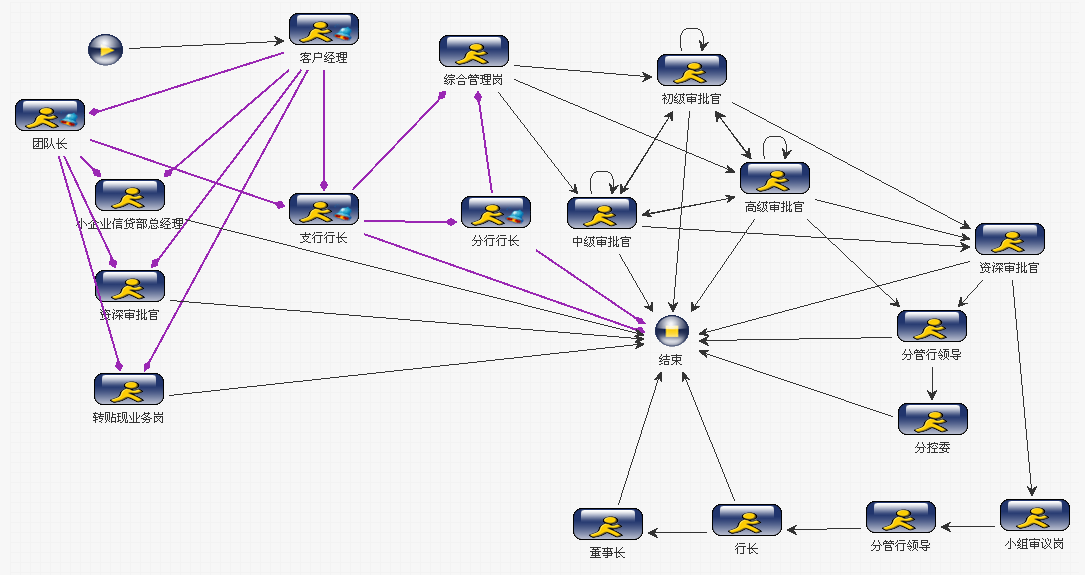 客户经理
综合管理岗
初级审批官
团队长
高级审批官
小企业信贷部总经理
支行行长
分行行长
中级审批官
资深审批官
资深审批官
结束
分管行领导
转贴现业务岗
分控委
董事长
行长
分管行领导
小组审议岗